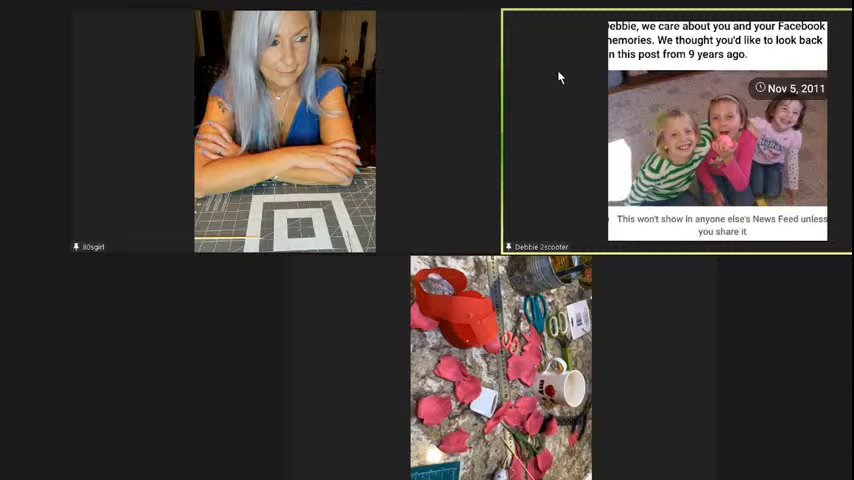 Debbie, we care about you and your Facebook
memories. We thought you'd like to look back
on this post from 9 years ago.
Nov 5, 2011
This won't show in anyone else's News Feed unless
you share it
80sgirl
Debbie 2scooter